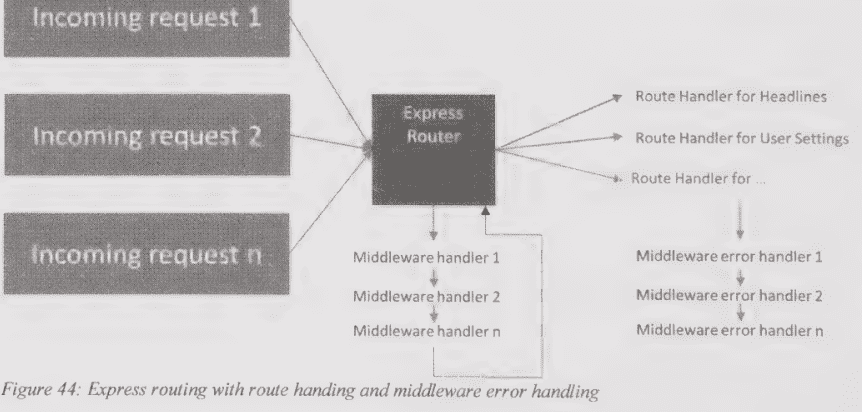 Incoming request 1
Incoming request 2
Incoming request n
Express
Router
Route Handler for Headlines
Route Handler for User Settings
Route Handler for ...
Middleware handler 1
Middleware handler 2
Middleware handler n
Middleware error handler 1
Middleware error handler 2
Middleware error handler n
Figure 44: Express routing with route handing and middleware error handling